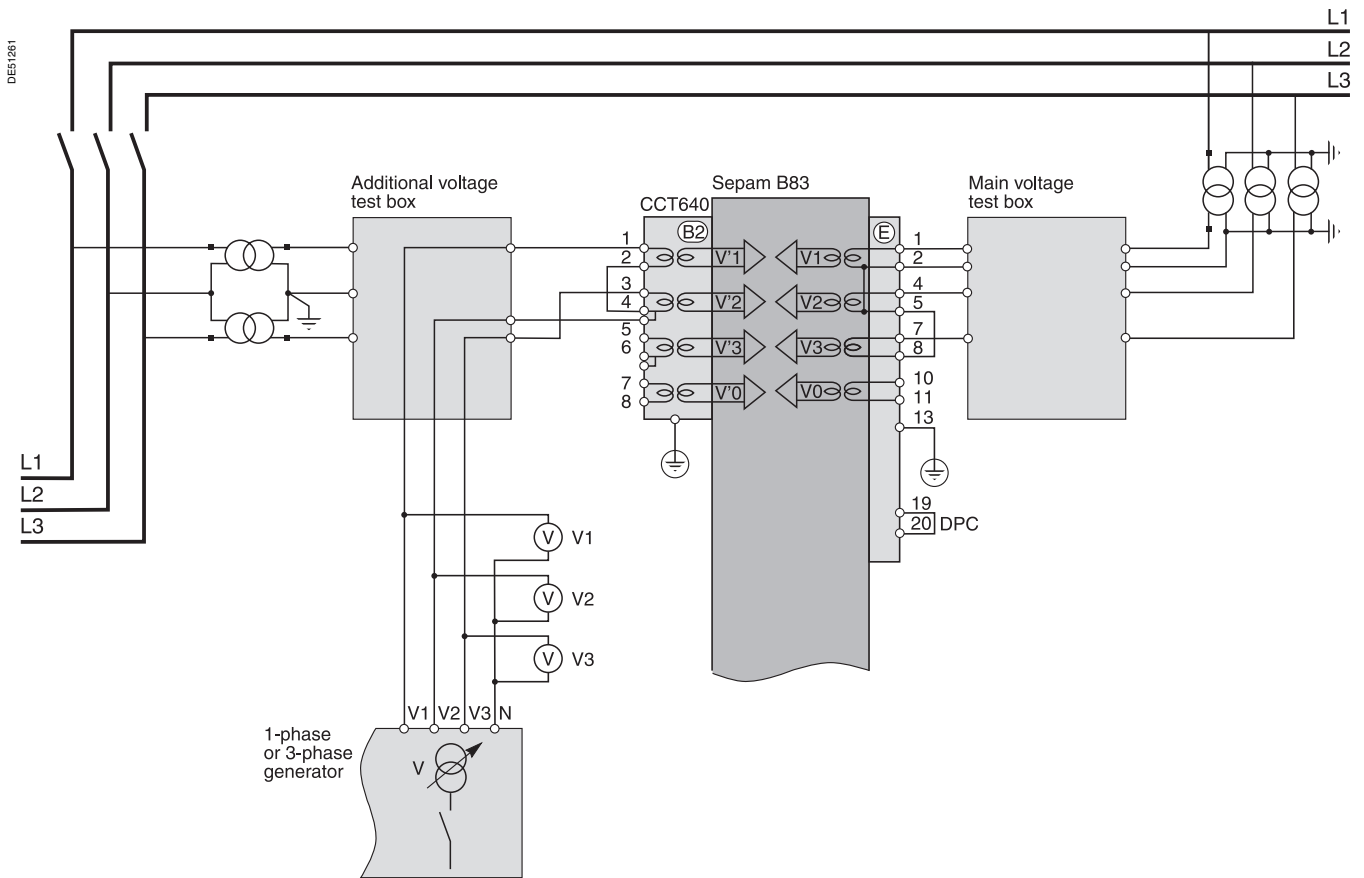 DE51261
L1
L2
L3
Additional voltage
test box
CCT640
Sepam B83
Main voltage
test box
B2
E
1
2
3
4
5
6
7
8
V'1
V'2
V'3
V'0
V1
V2
V3
V0
1
2
4
5
7
8
10
11
13
19
20
DPC
L1
L2
L3
V
V1
V
V2
V
V3
V1
V2
V3
N
1-phase
or 3-phase
generator
V